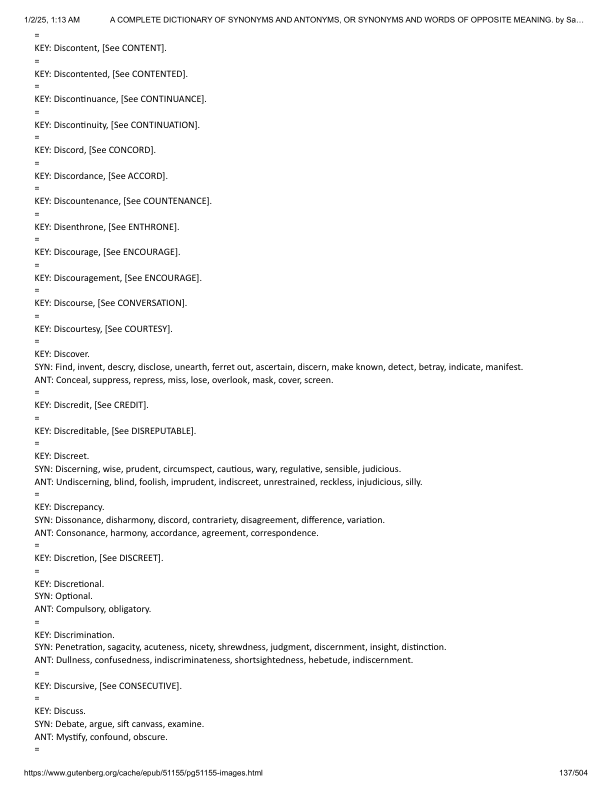 1/2/25, 1:13 AM A COMPLETE DICTIONARY OF SYNONYMS AND ANTONYMS, OR SYNONYMS AND WORDS OF OPPOSITE MEANING. by Sa…
=
KEY: Discontent, [See CONTENT].
=
KEY: Discontented, [See CONTENTED].
=
KEY: Discontinuance, [See CONTINUANCE].
=
KEY: Discontinuity, [See CONTINUATION].
=
KEY: Discord, [See CONCORD].
=
KEY: Discordance, [See ACCORD].
=
KEY: Discountenance, [See COUNTENANCE].
=
KEY: Disenthrone, [See ENTHRONE].
=
KEY: Discourage, [See ENCOURAGE].
=
KEY: Discouragement, [See ENCOURAGE].
=
KEY: Discourse, [See CONVERSATION].
=
KEY: Discourtesy, [See COURTESY].
=
KEY: Discover.
SYN: Find, invent, descry, disclose, unearth, ferret out, ascertain, discern, make known, detect, betray, indicate, manifest.
ANT: Conceal, suppress, repress, miss, lose, overlook, mask, cover, screen.
=
KEY: Discredit, [See CREDIT].
=
KEY: Discreditable, [See DISREPUTABLE].
=
KEY: Discreet.
SYN: Discerning, wise, prudent, circumspect, cautious, wary, regulative, sensible, judicious.
ANT: Undiscerning, blind, foolish, imprudent, indiscreet, unrestrained, reckless, injudicious, silly.
=
KEY: Discrepancy.
SYN: Dissonance, disharmony, discord, contrariety, disagreement, difference, variation.
ANT: Consonance, harmony, accordance, agreement, correspondence.
=
KEY: Discretion, [See DISCREET].
=
KEY: Discretional.
SYN: Optional.
ANT: Compulsory, obligatory.
=
KEY: Discrimination.
SYN: Penetration, sagacity, acuteness, nicety, shrewdness, judgment, discernment, insight, distinction.
ANT: Dullness, confusedness, indiscriminateness, shortsightedness, hebetude, indiscernment.
=
KEY: Discursive, [See CONSECUTIVE].
=
KEY: Discuss.
SYN: Debate, argue, sift canvass, examine.
ANT: Mystify, confound, obscure.
=
https://www.gutenberg.org/cache/epub/51155/pg51155-images.html 137/504